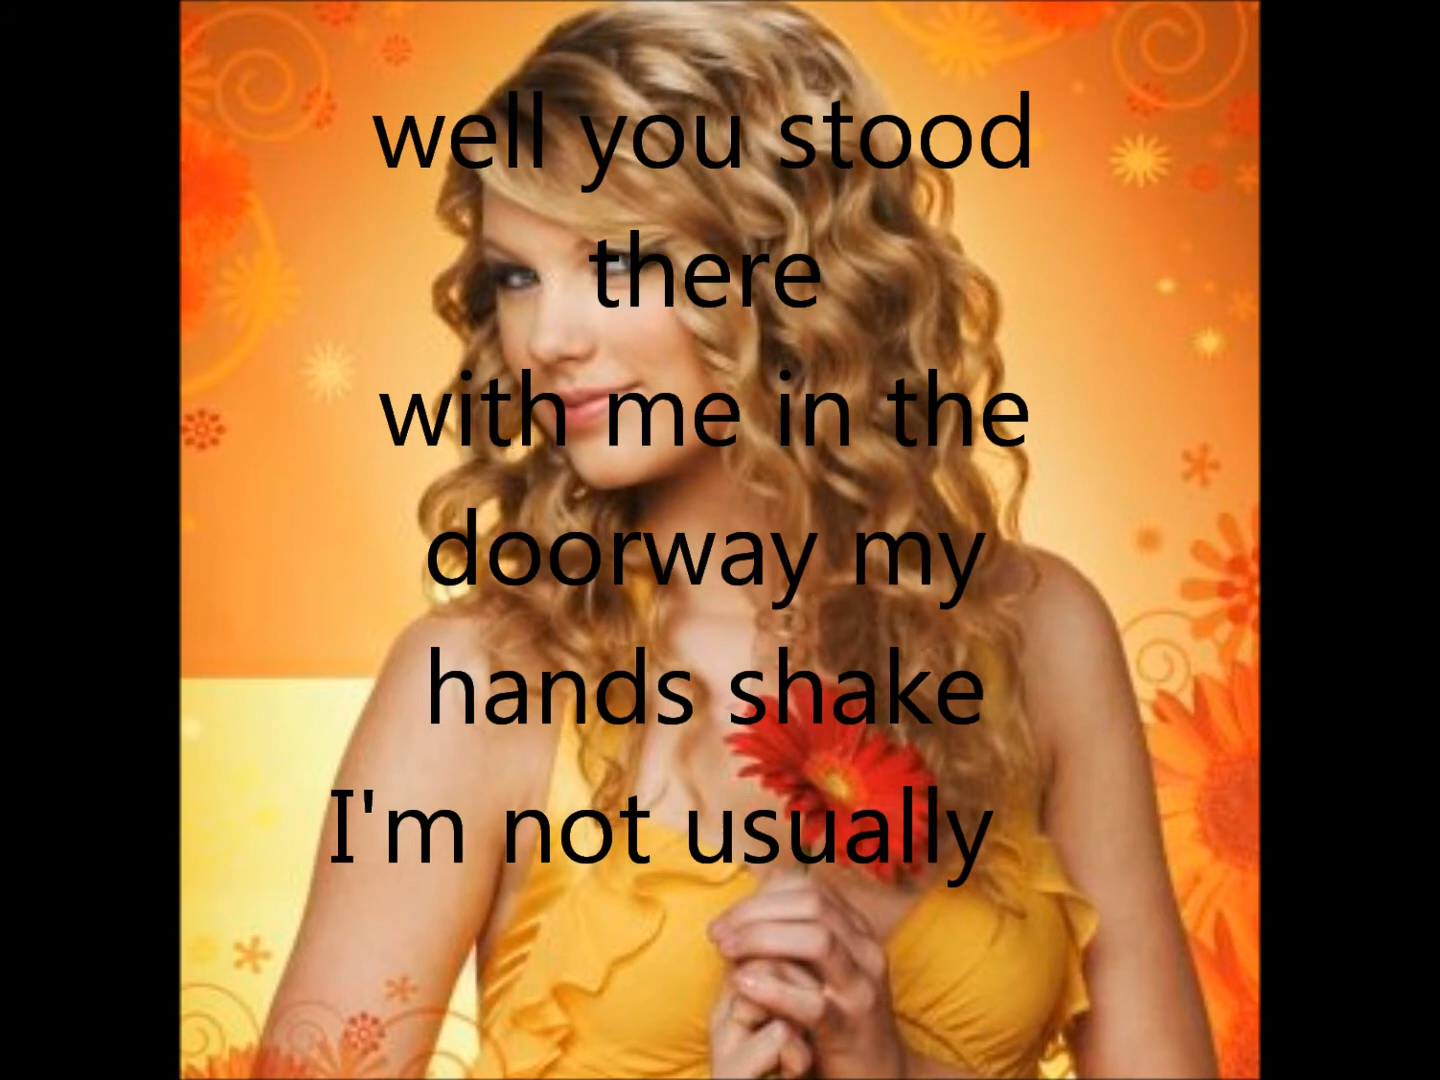 well you stood
there
with me in the
doorway my
hands shake
I'm not usually